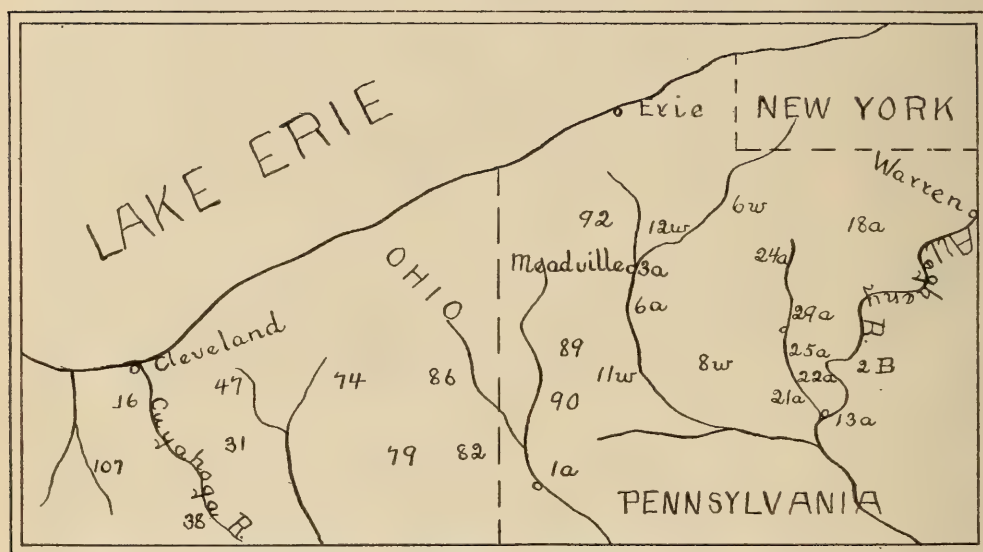 LAKE ERIE
Erie
NEW YORK
Warren
Allegheny R.
OHIO
92
12w
6w
18a
Meadville
3a
24a
6a
29a
Cleveland
89
11w
8w
25a
22a
2B
16
47
74
86
90
21a
13a
Cuyahoga R.
31
107
79
82
1a
38
PENNSYLVANIA